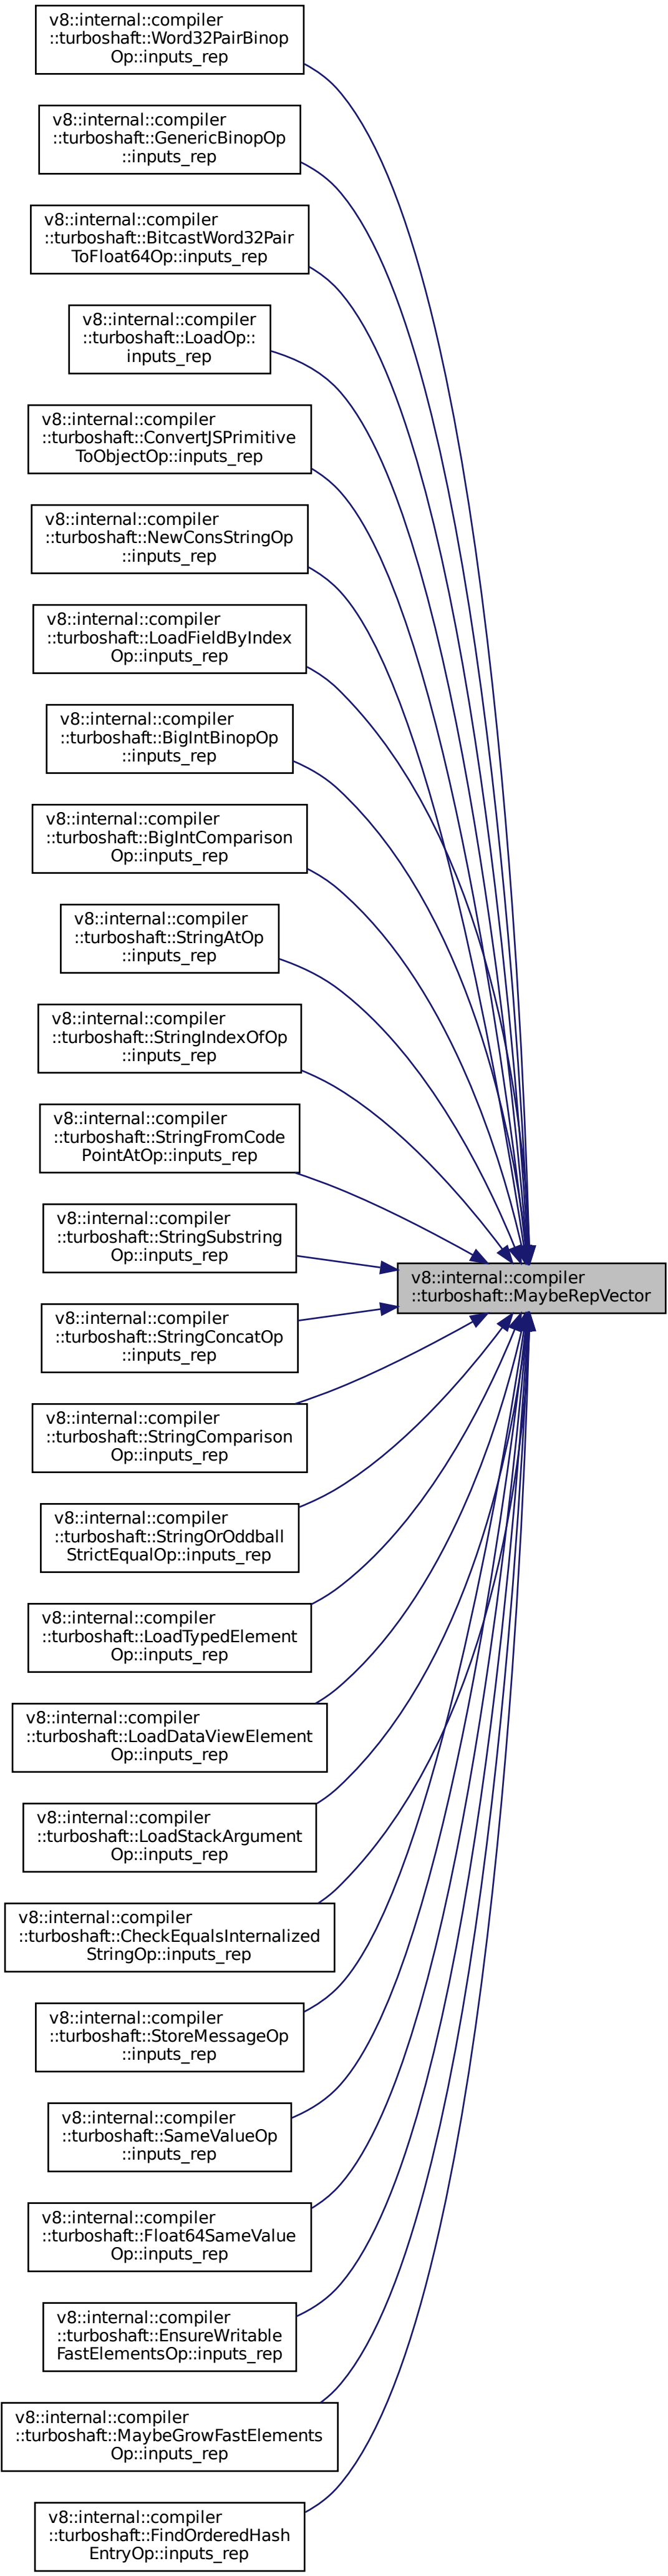 v8::internal::compiler
::turboshaft::Word32PairBinop
Op::inputs_rep
v8::internal::compiler
::turboshaft::GenericBinopOp
::inputs_rep
v8::internal::compiler
::turboshaft::BitcastWord32Pair
ToFloat64Op::inputs_rep
v8::internal::compiler
::turboshaft::LoadOp::
inputs_rep
v8::internal::compiler
::turboshaft::ConvertJSPrimitive
ToObjectOp::inputs_rep
v8::internal::compiler
::turboshaft::NewConsStringOp
::inputs_rep
v8::internal::compiler
::turboshaft::LoadFieldByIndex
Op::inputs_rep
v8::internal::compiler
::turboshaft::BigIntBinopOp
::inputs_rep
v8::internal::compiler
::turboshaft::BigIntComparison
Op::inputs_rep
v8::internal::compiler
::turboshaft::StringAtOp
::inputs_rep
v8::internal::compiler
::turboshaft::StringIndexOfOp
::inputs_rep
v8::internal::compiler
::turboshaft::StringFromCode
PointAtOp::inputs_rep
v8::internal::compiler
::turboshaft::StringSubstring
Op::inputs_rep
v8::internal::compiler
::turboshaft::MaybeRepVector
v8::internal::compiler
::turboshaft::StringConcatOp
::inputs_rep
v8::internal::compiler
::turboshaft::StringComparison
Op::inputs_rep
v8::internal::compiler
::turboshaft::StringOrOddball
StrictEqualOp::inputs_rep
v8::internal::compiler
::turboshaft::LoadTypedElement
Op::inputs_rep
v8::internal::compiler
::turboshaft::LoadDataViewElement
Op::inputs_rep
v8::internal::compiler
::turboshaft::LoadStackArgument
Op::inputs_rep
v8::internal::compiler
::turboshaft::CheckEqualsInternalized
StringOp::inputs_rep
v8::internal::compiler
::turboshaft::StoreMessageOp
::inputs_rep
v8::internal::compiler
::turboshaft::SameValueOp
::inputs_rep
v8::internal::compiler
::turboshaft::Float64SameValue
Op::inputs_rep
v8::internal::compiler
::turboshaft::EnsureWritable
FastElementsOp::inputs_rep
v8::internal::compiler
::turboshaft::MaybeGrowFastElements
Op::inputs_rep
v8::internal::compiler
::turboshaft::FindOrderedHash
EntryOp::inputs_rep